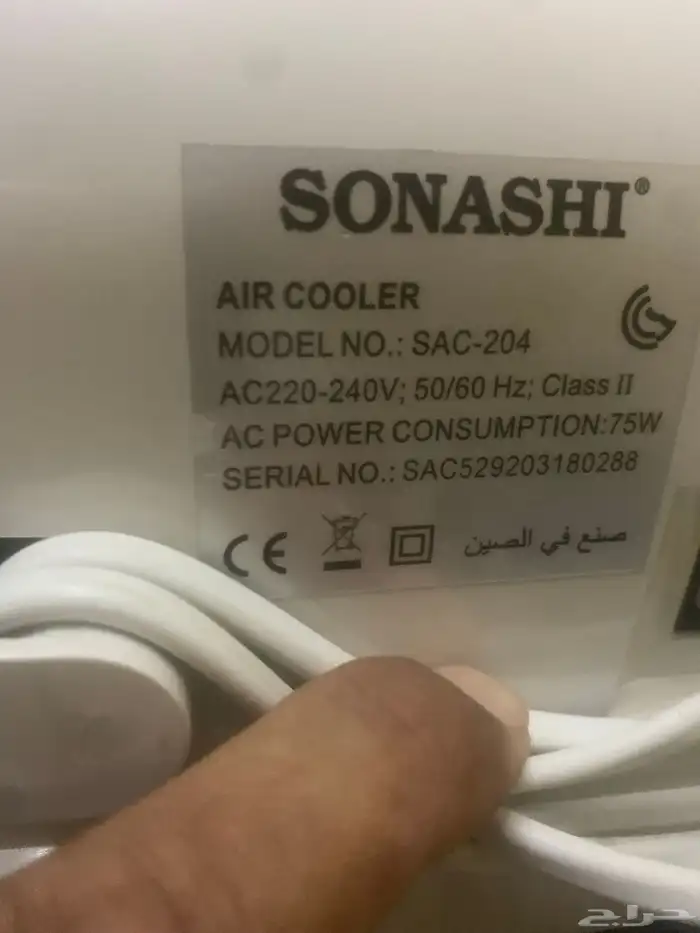 SONASHI®
AIR COOLER
MODEL NO.: SAC-204
AC220-240V; 50/60 Hz; Class II
AC POWER CONSUMPTION:75W
SERIAL NO.: SAC529203180288
CE
صنع في الصين
حراج